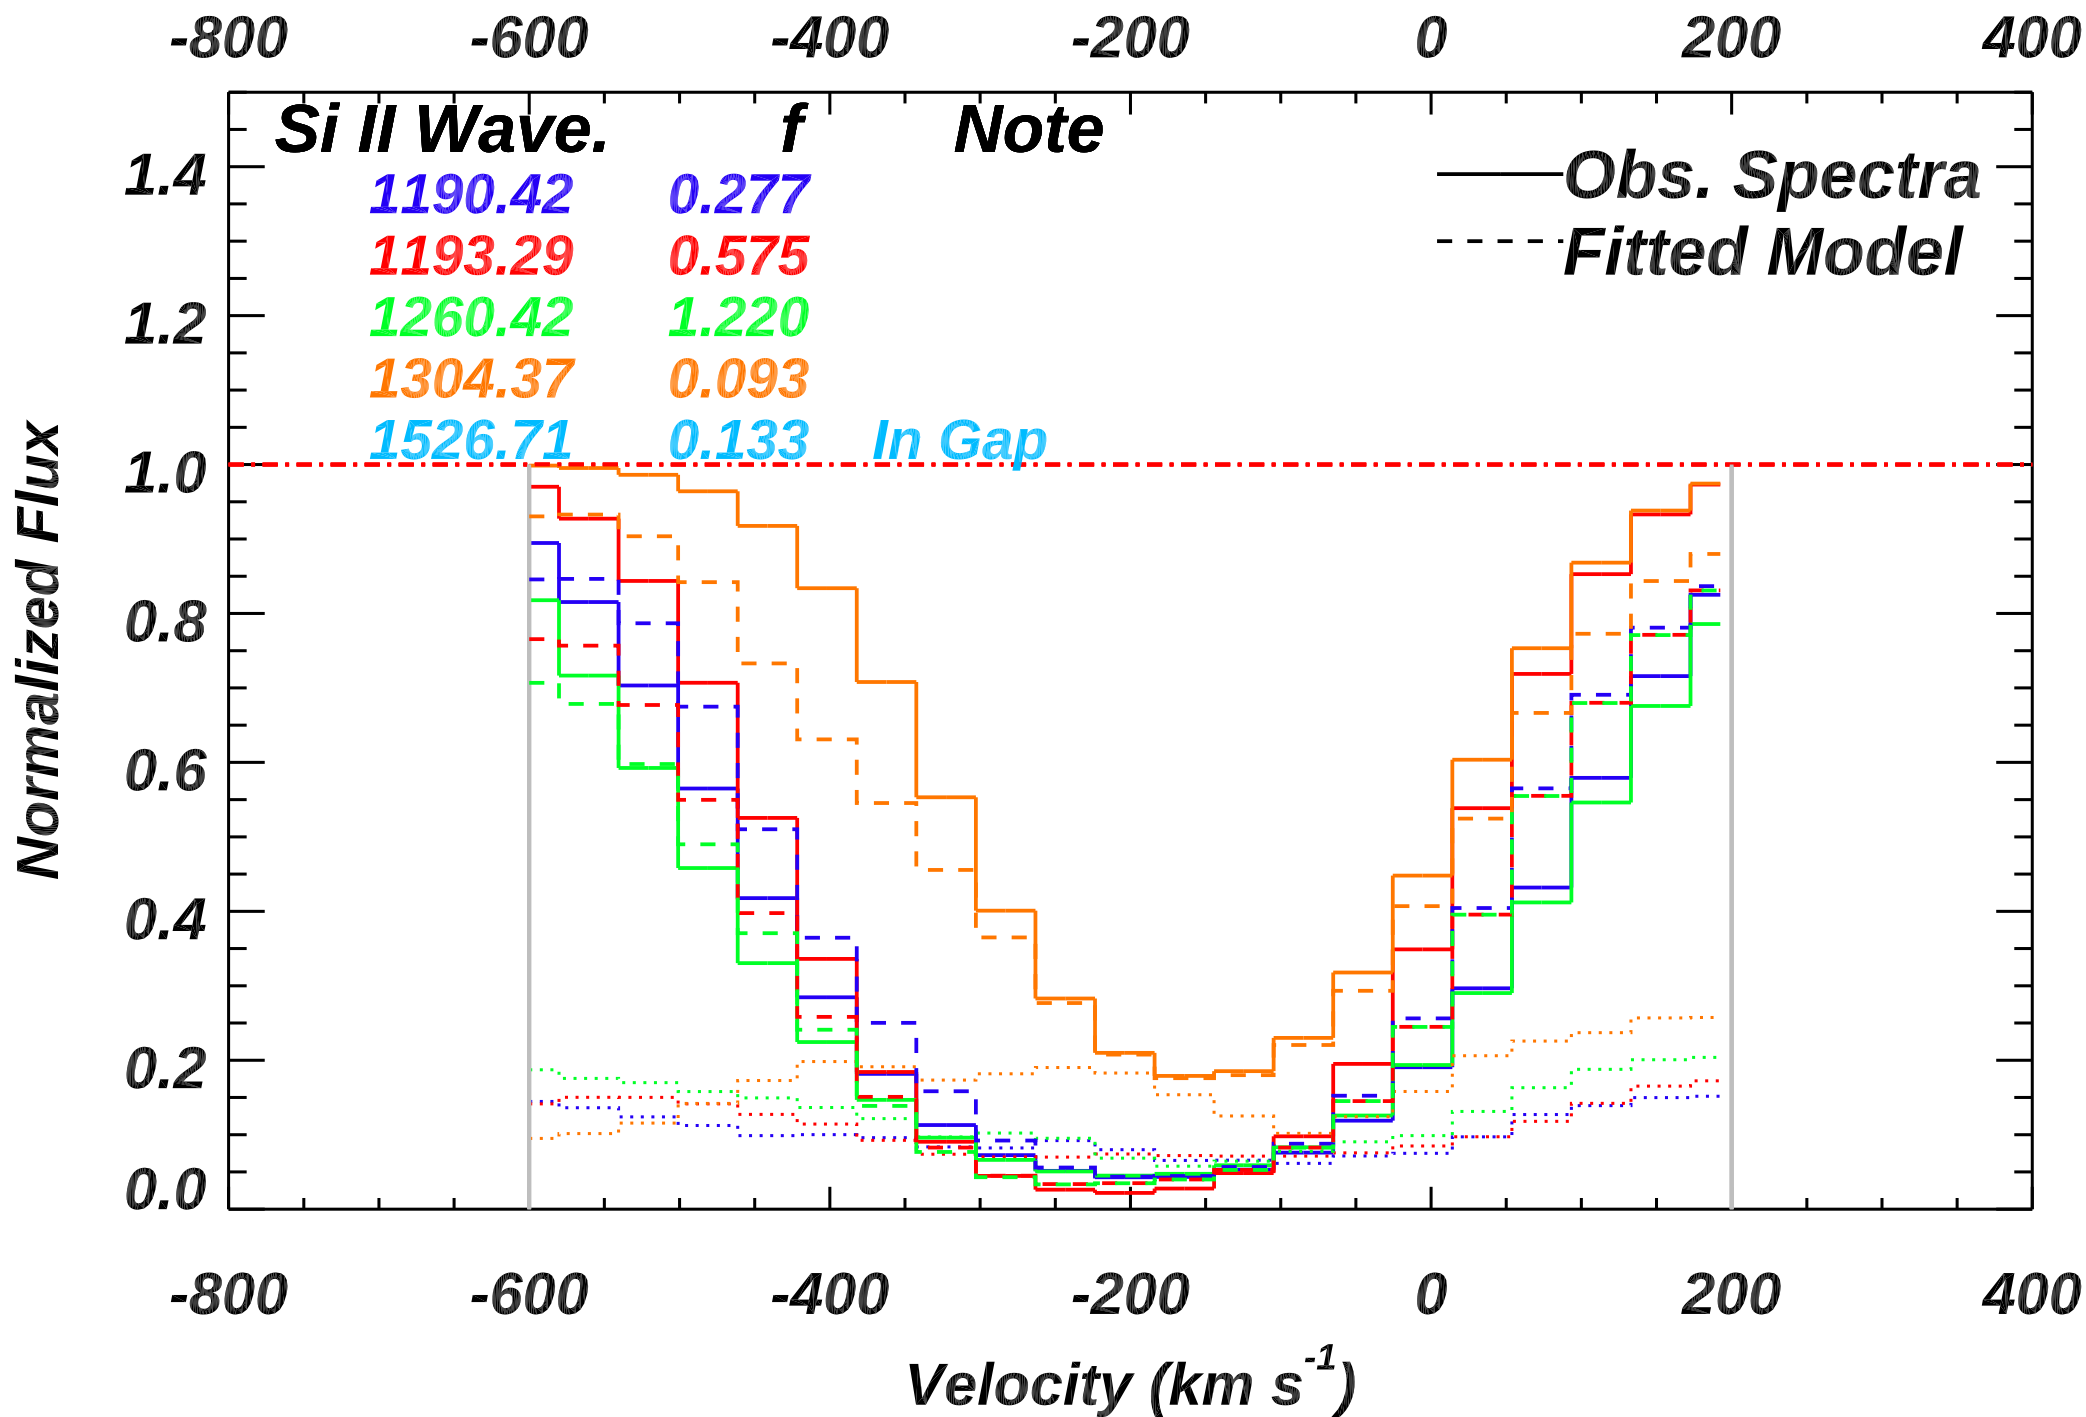 -800 -600 -400 -200 0 200 400
Si II Wave. f Note
1190.42 0.277
1193.29 0.575
1260.42 1.220
1304.37 0.093
1526.71 0.133 In Gap
Obs. Spectra
Fitted Model
1.4
1.2
1.0
0.8
0.6
0.4
0.2
0.0
Normalized Flux
-800 -600 -400 -200 0 200 400
Velocity (km s⁻¹)